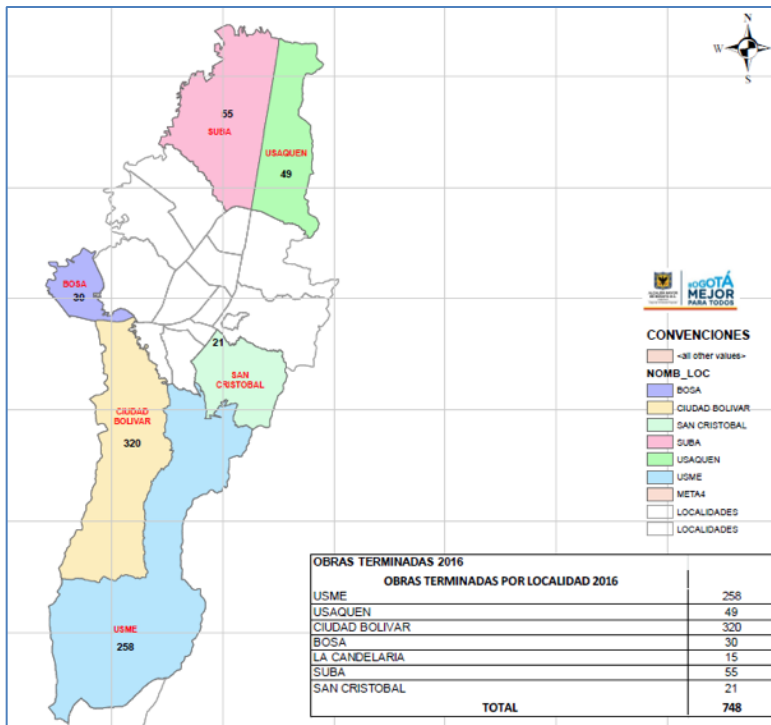 N
W
E
S
55
SUBA
USAQUEN
49
BOSA
30
21
SAN
CRISTOBAL
CIUDAD
BOLIVAR
320
USME
258
BOGOTÁ
MEJOR
PARA TODOS
CONVENCIONES
<all other values>
NOMB_LOC
BOSA
CIUDAD BOLIVAR
SAN CRISTOBAL
SUBA
USAQUEN
USME
META4
LOCALIDADES
LOCALIDADES
OBRAS TERMINADAS 2016
OBRAS TERMINADAS POR LOCALIDAD 2016
USME 258
USAQUEN 49
CIUDAD BOLIVAR 320
BOSA 30
LA CANDELARIA 15
SUBA 55
SAN CRISTOBAL 21
TOTAL 748